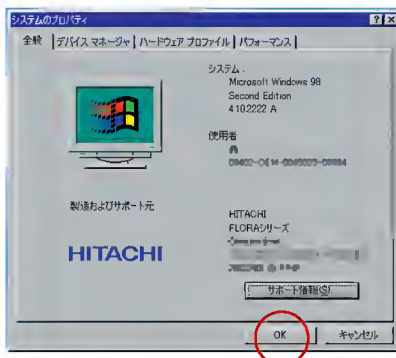 システムのプロパティ
全般 デバイス マネージャ ハードウェア プロファイル パフォーマンス
システム:
Microsoft Windows 98
Second Edition
4.10.2222 A
使用者
製造およびサポート元
HITACHI
FLORAシリーズ
HITACHI
サポート情報(S)
OK キャンセル